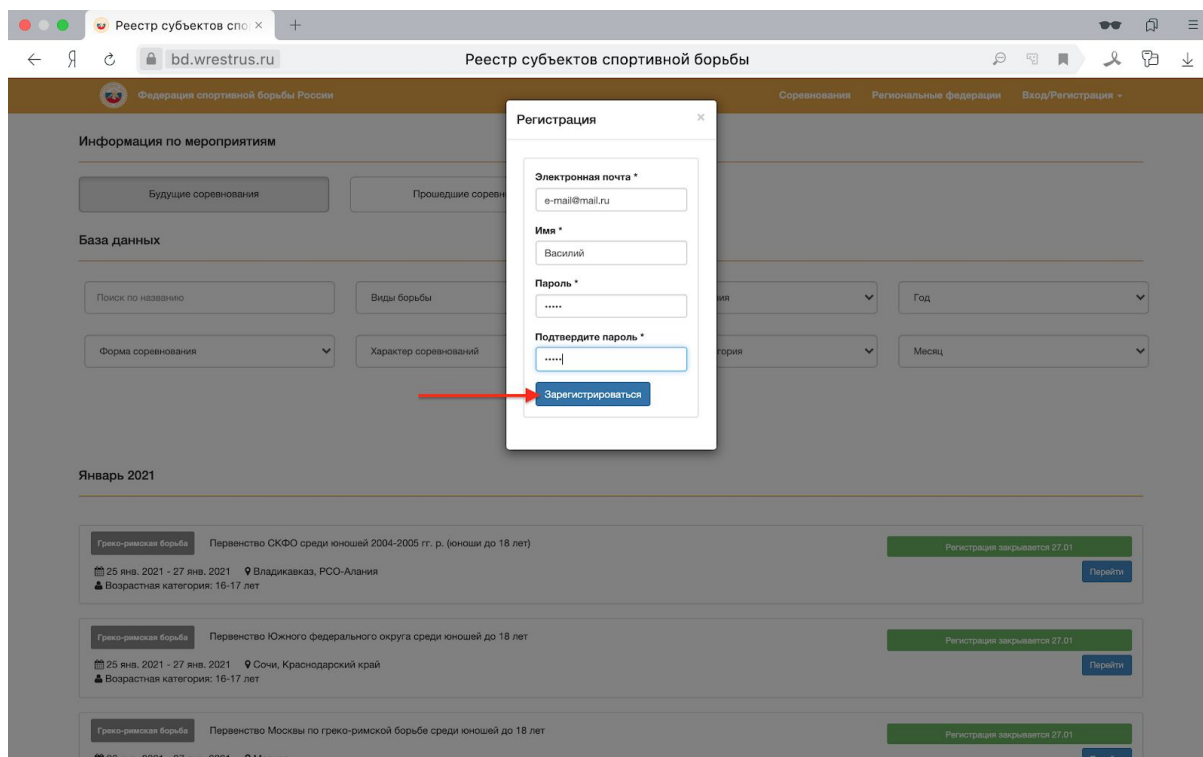 Реестр субъектов спо
bd.wrestrus.ru
Реестр субъектов спортивной борьбы
Федерация спортивной борьбы России
Соревнования
Региональные федерации
Вход/Регистрация
Регистрация
Информация по мероприятиям
Электронная почта *
Будущие соревнования
Прошедшие соревн
e-mail@mail.ru
Имя *
База данных
Василий
Пароль *
Поиск по названию
Виды борьбы
•••••
ия
Год
Подтвердите пароль *
Форма соревнования
Характер соревнований
•••••
гория
Месяц
Зарегистрироваться
Январь 2021
Греко-римская борьба Первенство СКФО среди юношей 2004-2005 гг. р. (юноши до 18 лет)
Регистрация закрывается 27.01
25 янв. 2021 - 27 янв. 2021 Владикавказ, РСО-Алания
Перейти
Возрастная категория: 16-17 лет
Греко-римская борьба Первенство Южного федерального округа среди юношей до 18 лет
Регистрация закрывается 27.01
25 янв. 2021 - 27 янв. 2021 Сочи, Краснодарский край
Перейти
Возрастная категория: 16-17 лет
Греко-римская борьба Первенство Москвы по греко-римской борьбе среди юношей до 18 лет
Регистрация закрывается 27.01